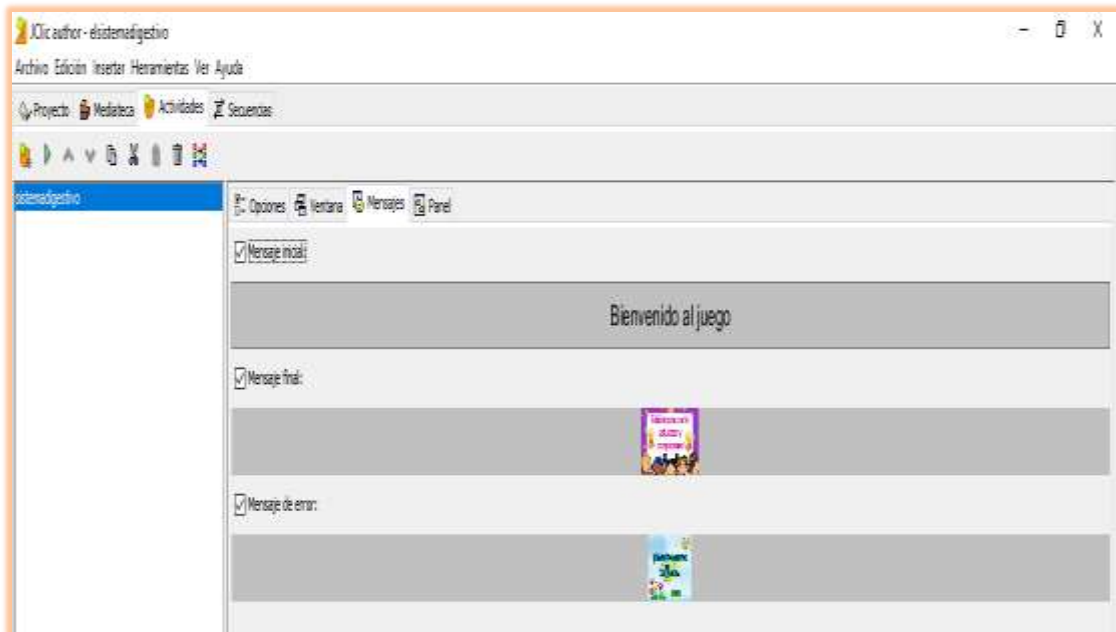 JClic author - elsistemadigestivo
Archivo Edición Insertar Herramientas Ver Ayuda
Proyecto Mediateca Actividades Secuencias
sistemadigestivo
Opciones Ventana Mensajes Panel
Mensaje inicial:
Bienvenido al juego
Mensaje final:
Mensaje de error: